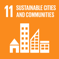 11 SUSTAINABLE CITIES
AND COMMUNITIES